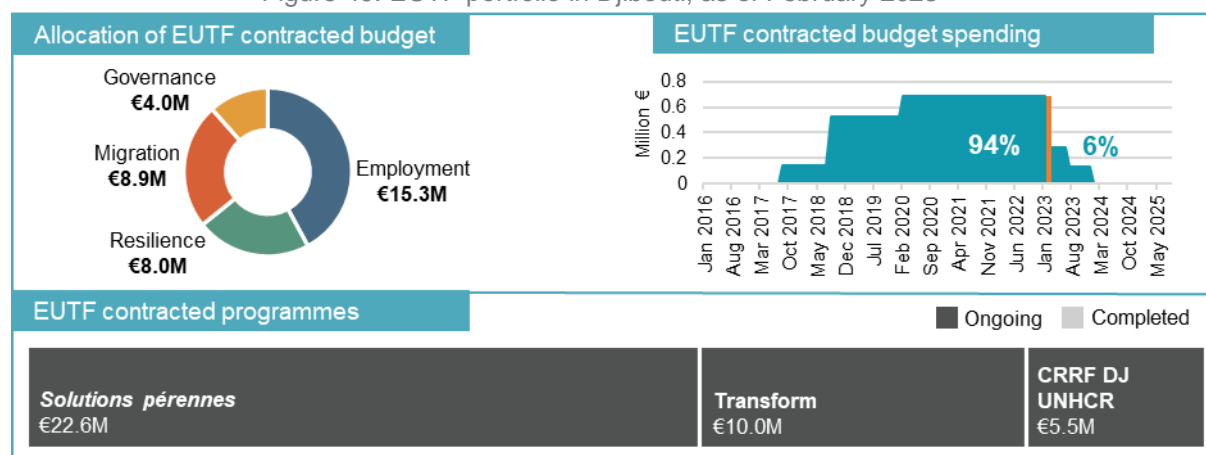 Allocation of EUTF contracted budget
Governance
€4.0M
Migration
€8.9M
Employment
€15.3M
Resilience
€8.0M
EUTF contracted budget spending
Million €
0.8
0.6
0.4
0.2
0
94%
6%
Jan 2016
Aug 2016
Mar 2017
Oct 2017
May 2018
Dec 2018
Jul 2019
Feb 2020
Sep 2020
Apr 2021
Nov 2021
Jun 2022
Jan 2023
Aug 2023
Mar 2024
Oct 2024
May 2025
EUTF contracted programmes
Ongoing
Completed
Solutions pérennes
€22.6M
Transform
€10.0M
CRRF DJ
UNHCR
€5.5M